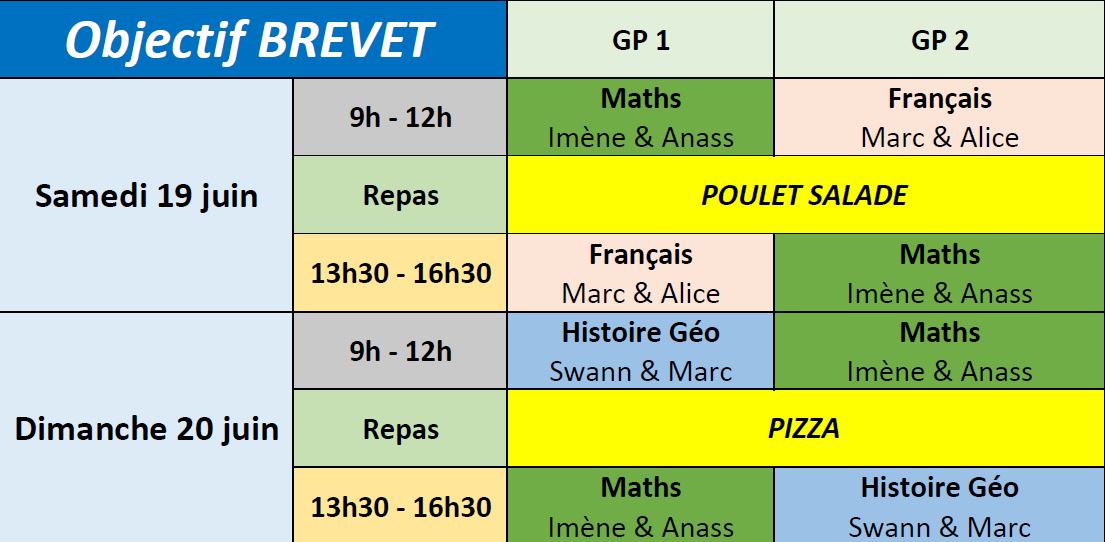 Objectif BREVET
GP 1
GP 2
Samedi 19 juin
9h - 12h
Maths
Imène & Anass
Français
Marc & Alice
Repas
POULET SALADE
13h30 - 16h30
Français
Marc & Alice
Maths
Imène & Anass
Dimanche 20 juin
9h - 12h
Histoire Géo
Swann & Marc
Maths
Imène & Anass
Repas
PIZZA
13h30 - 16h30
Maths
Imène & Anass
Histoire Géo
Swann & Marc